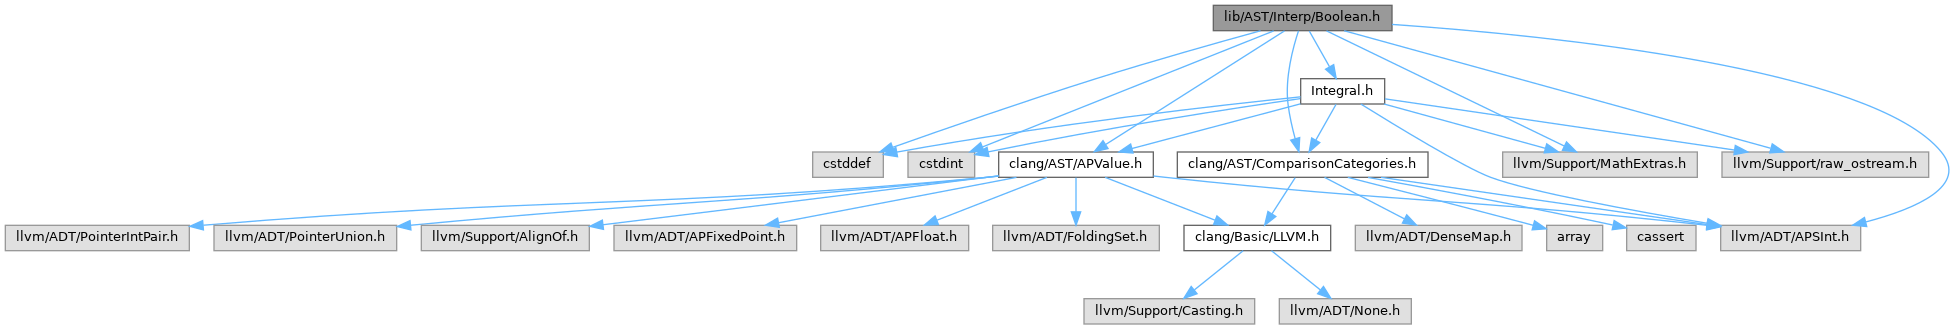 lib/AST/Interp/Boolean.h
Integral.h
cstddef
cstdint
clang/AST/APValue.h
clang/AST/ComparisonCategories.h
llvm/Support/MathExtras.h
llvm/Support/raw_ostream.h
llvm/ADT/PointerIntPair.h
llvm/ADT/PointerUnion.h
llvm/Support/AlignOf.h
llvm/ADT/APFixedPoint.h
llvm/ADT/APFloat.h
llvm/ADT/FoldingSet.h
clang/Basic/LLVM.h
llvm/ADT/DenseMap.h
array
cassert
llvm/ADT/APSInt.h
llvm/Support/Casting.h
llvm/ADT/None.h